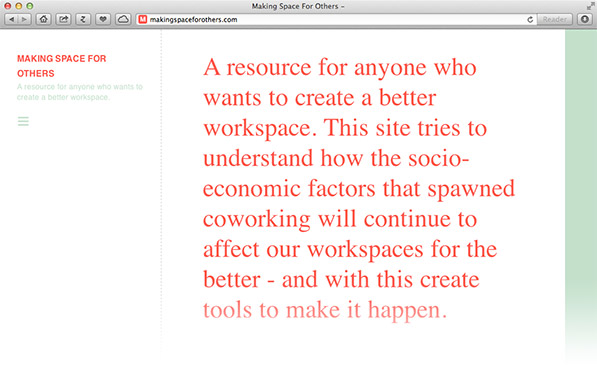 Making Space For Others –
makingspaceforothers.com
Reader
MAKING SPACE FOR
OTHERS
A resource for anyone who wants to
create a better workspace.
A resource for anyone who
wants to create a better
workspace. This site tries to
understand how the socio-
economic factors that spawned
coworking will continue to
affect our workspaces for the
better - and with this create
tools to make it happen.